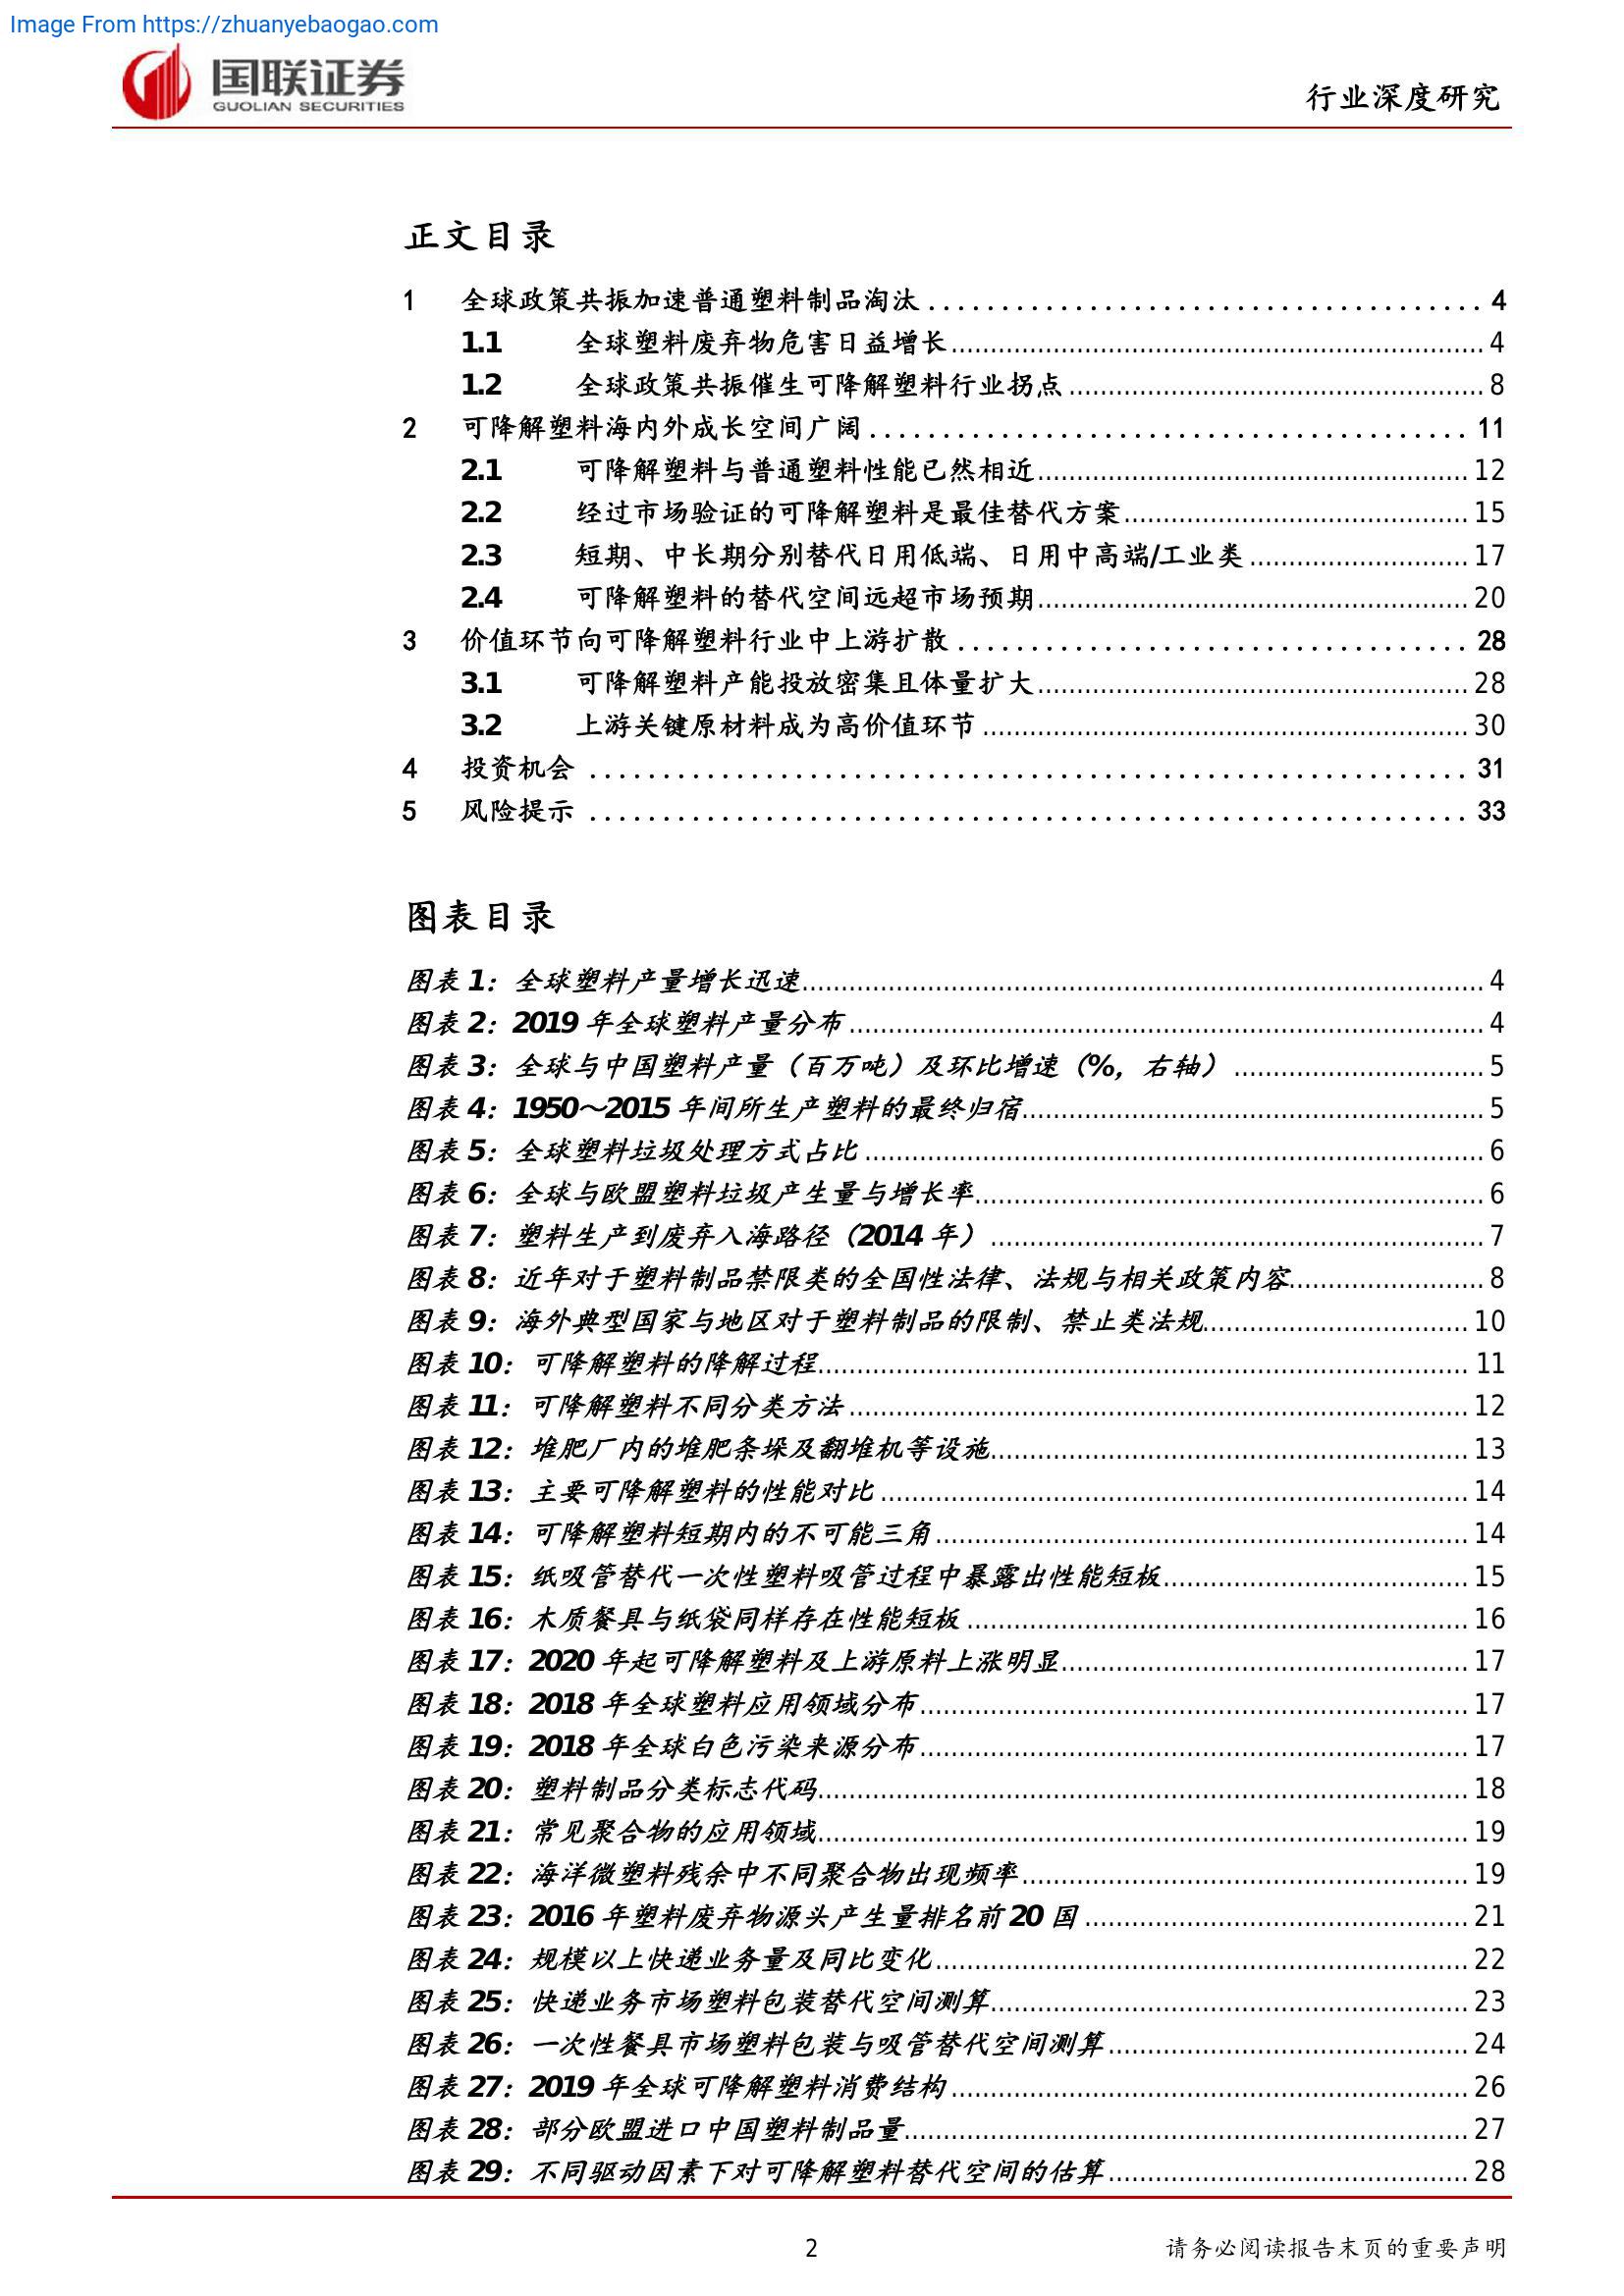 Image From https://zhuanyebaogao.com
国联证券
GUOLIAN SECURITIES
行业深度研究
正文目录
1 全球政策共振加速普通塑料制品淘汰 ...................................... 4
1.1 全球塑料废弃物危害日益增长 ...................................... 4
1.2 全球政策共振催生可降解塑料行业拐点 ...................................... 8
2 可降解塑料海内外成长空间广阔 ...................................... 11
2.1 可降解塑料与普通塑料性能已然相近 ...................................... 12
2.2 经过市场验证的可降解塑料是最佳替代方案 ...................................... 15
2.3 短期、中长期分别替代日用低端、日用中高端/工业类 ...................................... 17
2.4 可降解塑料的替代空间远超市场预期 ...................................... 20
3 价值环节向可降解塑料行业中上游扩散 ...................................... 28
3.1 可降解塑料产能投放密集且体量扩大 ...................................... 28
3.2 上游关键原材料成为高价值环节 ...................................... 30
4 投资机会 ...................................... 31
5 风险提示 ...................................... 33
图表目录
图表 1：全球塑料产量增长迅速 ...................................... 4
图表 2：2019 年全球塑料产量分布 ...................................... 4
图表 3：全球与中国塑料产量（百万吨）及环比增速（%，右轴） ...................................... 5
图表 4：1950～2015 年间所生产塑料的最终归宿 ...................................... 5
图表 5：全球塑料垃圾处理方式占比 ...................................... 6
图表 6：全球与欧盟塑料垃圾产生量与增长率 ...................................... 6
图表 7：塑料生产到废弃入海路径（2014 年） ...................................... 7
图表 8：近年对于塑料制品禁限类的全国性法律、法规与相关政策内容 ...................................... 8
图表 9：海外典型国家与地区对于塑料制品的限制、禁止类法规 ...................................... 10
图表 10：可降解塑料的降解过程 ...................................... 11
图表 11：可降解塑料不同分类方法 ...................................... 12
图表 12：堆肥厂内的堆肥条垛及翻堆机等设施 ...................................... 13
图表 13：主要可降解塑料的性能对比 ...................................... 14
图表 14：可降解塑料短期内的不可能三角 ...................................... 14
图表 15：纸吸管替代一次性塑料吸管过程中暴露出性能短板 ...................................... 15
图表 16：木质餐具与纸袋同样存在性能短板 ...................................... 16
图表 17：2020 年起可降解塑料及上游原料上涨明显 ...................................... 17
图表 18：2018 年全球塑料应用领域分布 ...................................... 17
图表 19：2018 年全球白色污染来源分布 ...................................... 17
图表 20：塑料制品分类标志代码 ...................................... 18
图表 21：常见聚合物的应用领域 ...................................... 19
图表 22：海洋微塑料残余中不同聚合物出现频率 ...................................... 19
图表 23：2016 年塑料废弃物源头产生量排名前 20 国 ...................................... 21
图表 24：规模以上快递业务量及同比变化 ...................................... 22
图表 25：快递业务市场塑料包装替代空间测算 ...................................... 23
图表 26：一次性餐具市场塑料包装与吸管替代空间测算 ...................................... 24
图表 27：2019 年全球可降解塑料消费结构 ...................................... 26
图表 28：部分欧盟进口中国塑料制品量 ...................................... 27
图表 29：不同驱动因素下对可降解塑料替代空间的估算 ...................................... 28
2
请务必阅读报告末页的重要声明